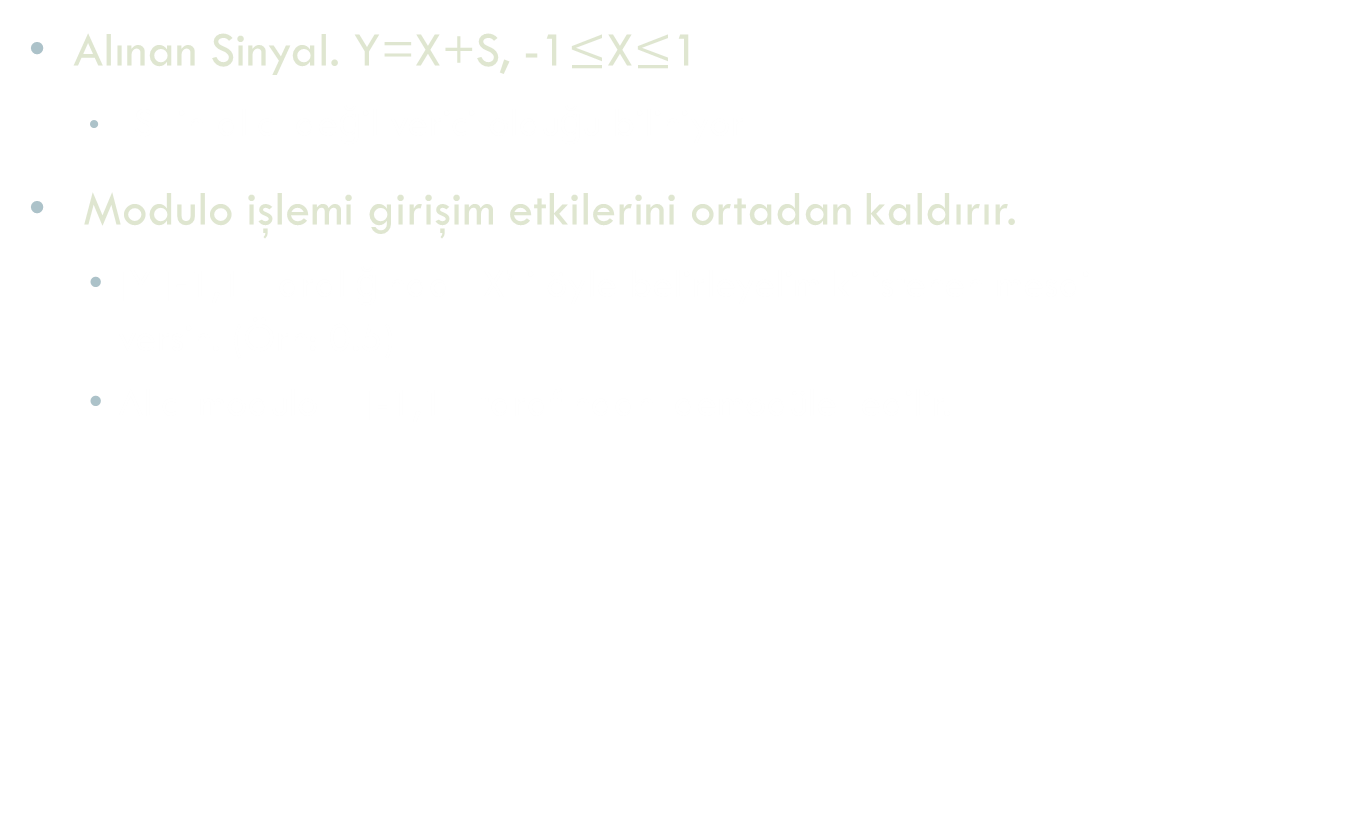 • Alınan Sinyal. Y=X+S, -1≤X≤1
•
• Modulo işlemi girişim etkilerini ortadan kaldırır.
•
•